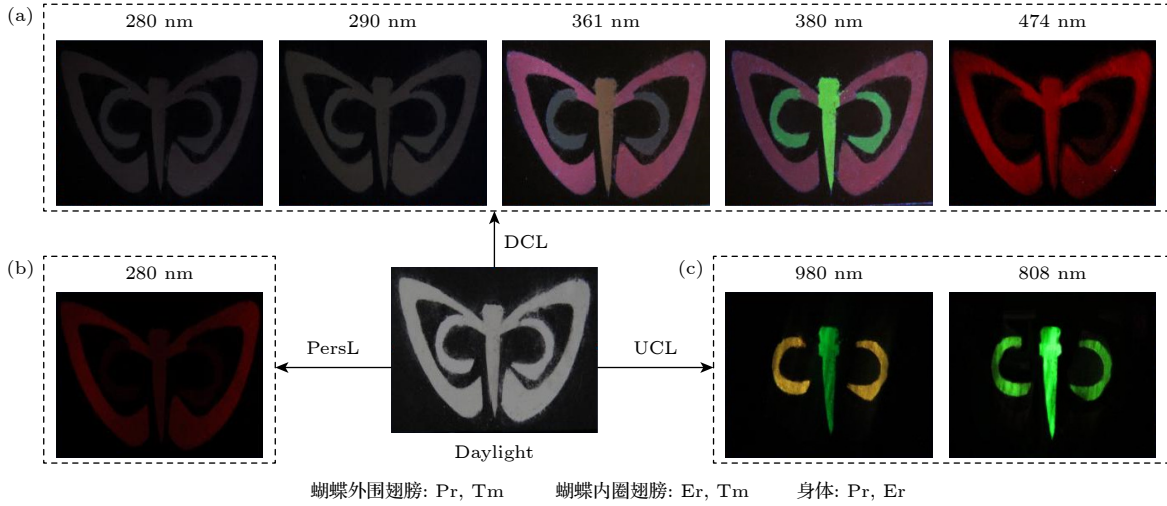 (a)
280 nm
290 nm
361 nm
380 nm
474 nm
DCL
(b)
280 nm
(c)
980 nm
808 nm
PersL
UCL
Daylight
蝴蝶外围翅膀: Pr, Tm
蝴蝶内圈翅膀: Er, Tm
身体: Pr, Er